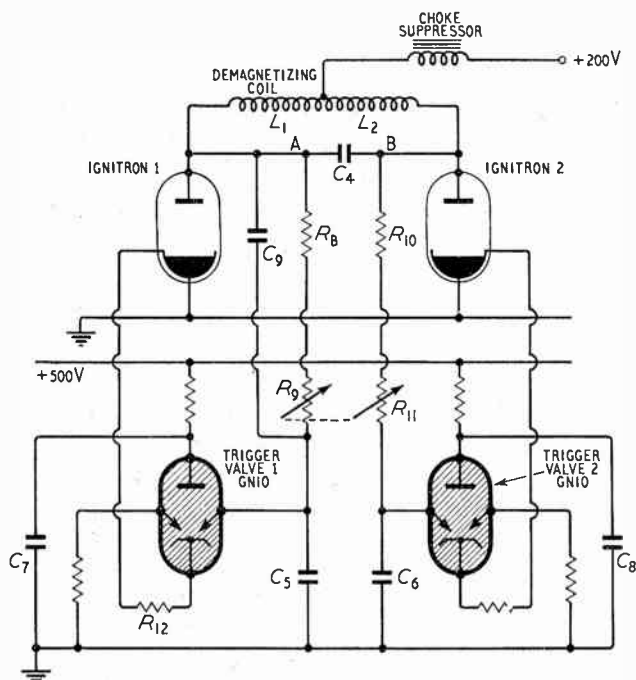 CHOKE
SUPPRESSOR
+200V
DEMAGNETIZING
COIL
L1
L2
A
B
IGNITRON 1
C4
IGNITRON 2
C9
R8
R10
+500V
R9
R11
TRIGGER
VALVE 1
GN10
TRIGGER
VALVE 2
GN10
C7
C5
C6
C8
R12